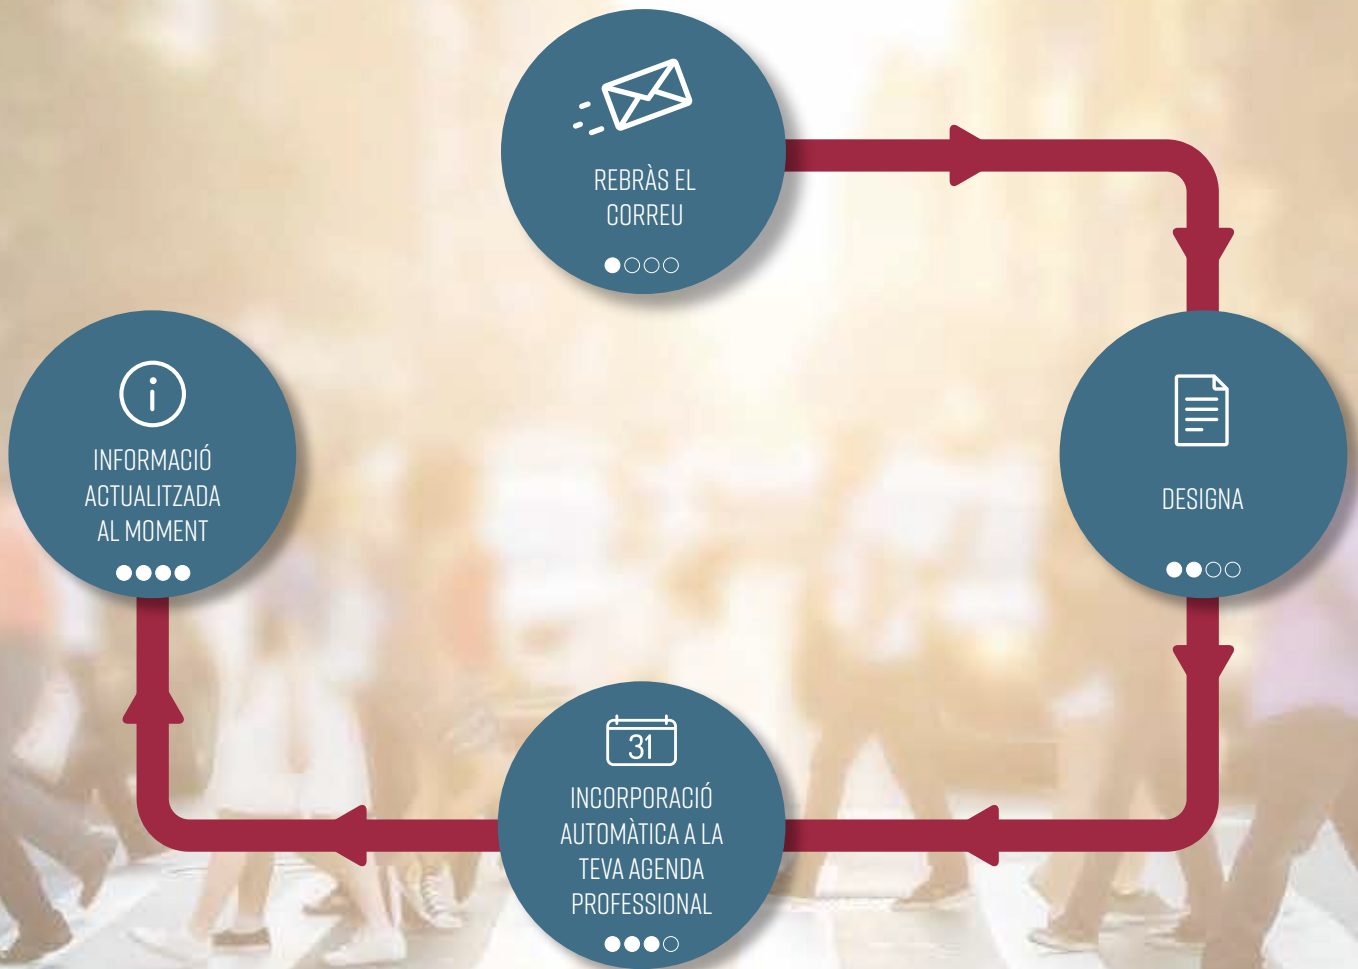 REBRÀS EL
CORREU
DESIGNA
31
INCORPORACIÓ
AUTOMÀTICA A LA
TEVA AGENDA
PROFESSIONAL
INFORMACIÓ
ACTUALITZADA
AL MOMENT